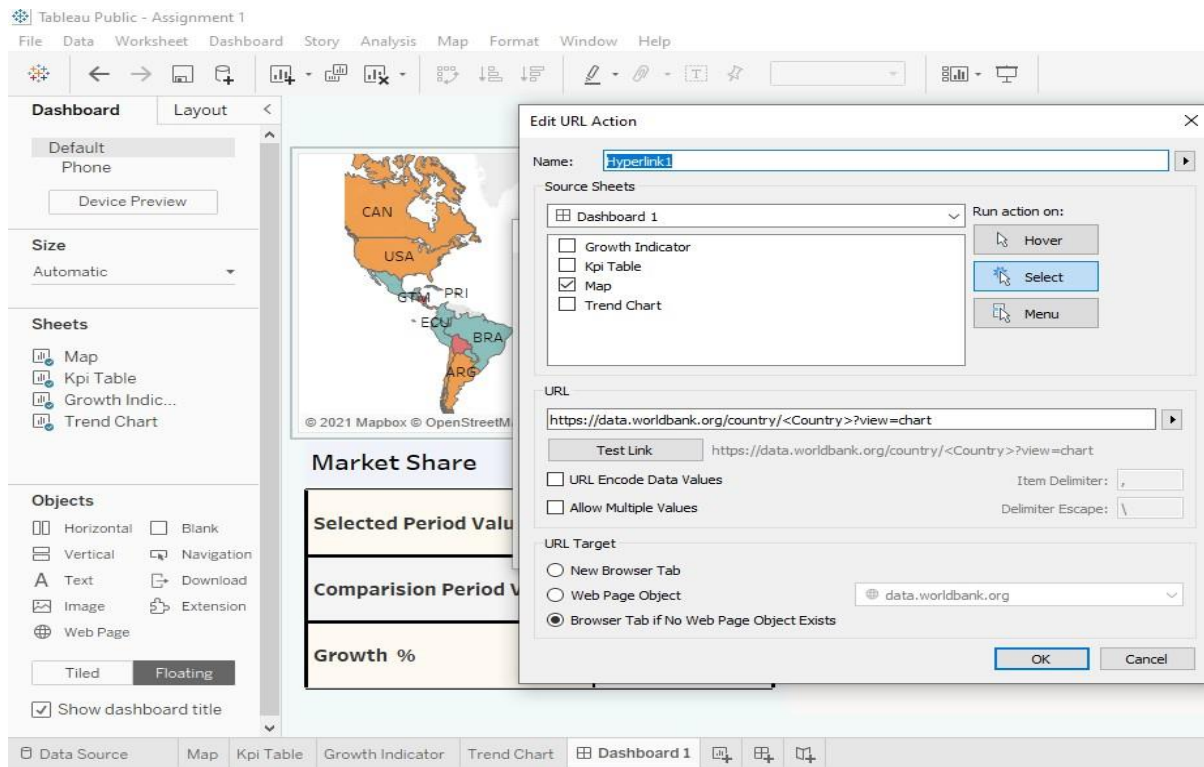 Tableau Public - Assignment 1
File Data Worksheet Dashboard Story Analysis Map Format Window Help
Dashboard Layout
Default
Phone
Device Preview
Size
Automatic
Sheets
Map
Kpi Table
Growth Indic...
Trend Chart
Objects
Horizontal Blank
Vertical Navigation
Text Download
Image Extension
Web Page
Tiled Floating
Show dashboard title
CAN
USA
GTM PRI
ECU
BRA
ARG
© 2021 Mapbox © OpenStreetM
Market Share
Selected Period Valu
Comparision Period V
Growth %
Edit URL Action
Name: Hyperlink1
Source Sheets
Dashboard 1
Growth Indicator
Kpi Table
Map
Trend Chart
Run action on:
Hover
Select
Menu
URL
https://data.worldbank.org/country/<Country>?view=chart
Test Link https://data.worldbank.org/country/<Country>?view=chart
URL Encode Data Values Item Delimiter: ,
Allow Multiple Values Delimiter Escape: \
URL Target
New Browser Tab
Web Page Object data.worldbank.org
Browser Tab if No Web Page Object Exists
OK Cancel
Data Source Map Kpi Table Growth Indicator Trend Chart Dashboard 1